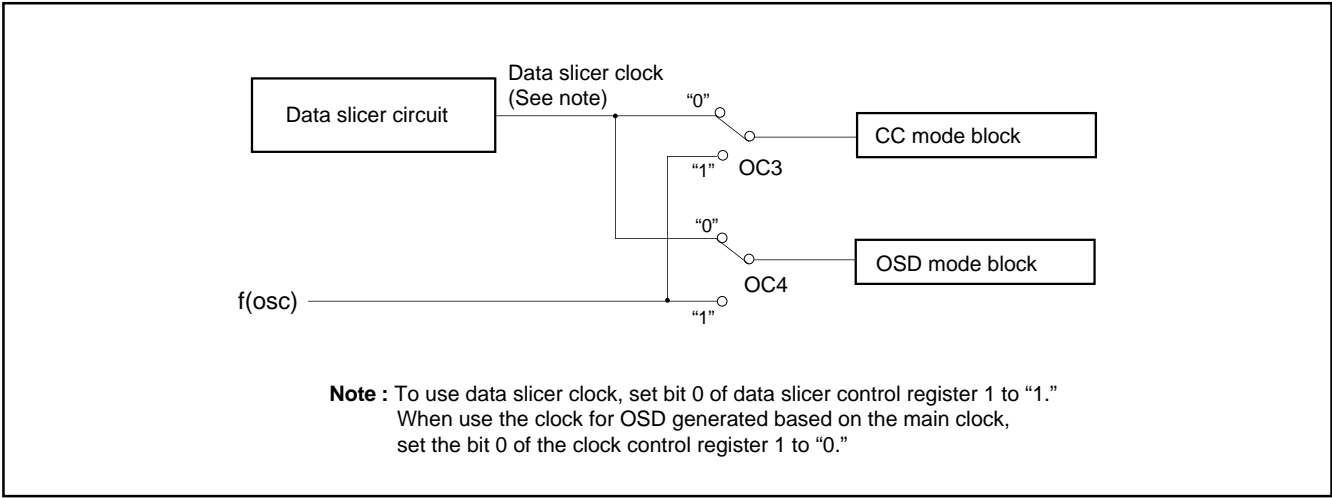 Data slicer clock
(See note)
Data slicer circuit
“0”
CC mode block
“1”
OC3
“0”
OSD mode block
OC4
f(osc)
“1”
Note : To use data slicer clock, set bit 0 of data slicer control register 1 to “1.”
When use the clock for OSD generated based on the main clock,
set the bit 0 of the clock control register 1 to “0.”